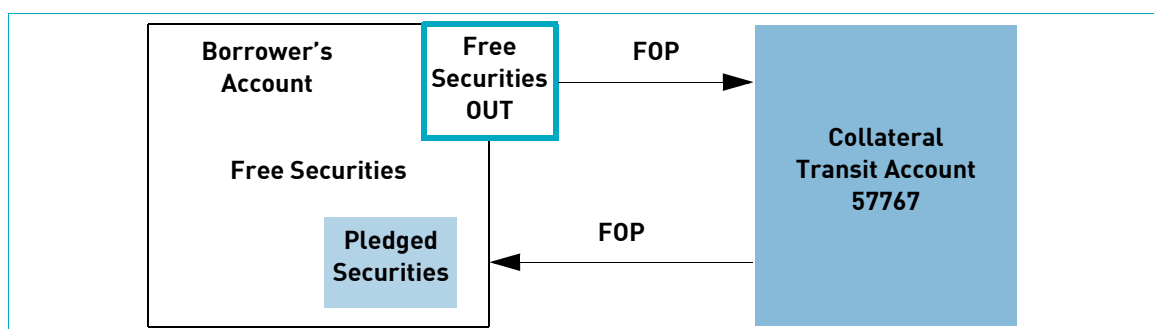 Borrower's
Account
Free
Securities
OUT
FOP
Collateral
Transit Account
57767
Free Securities
Pledged
Securities
FOP